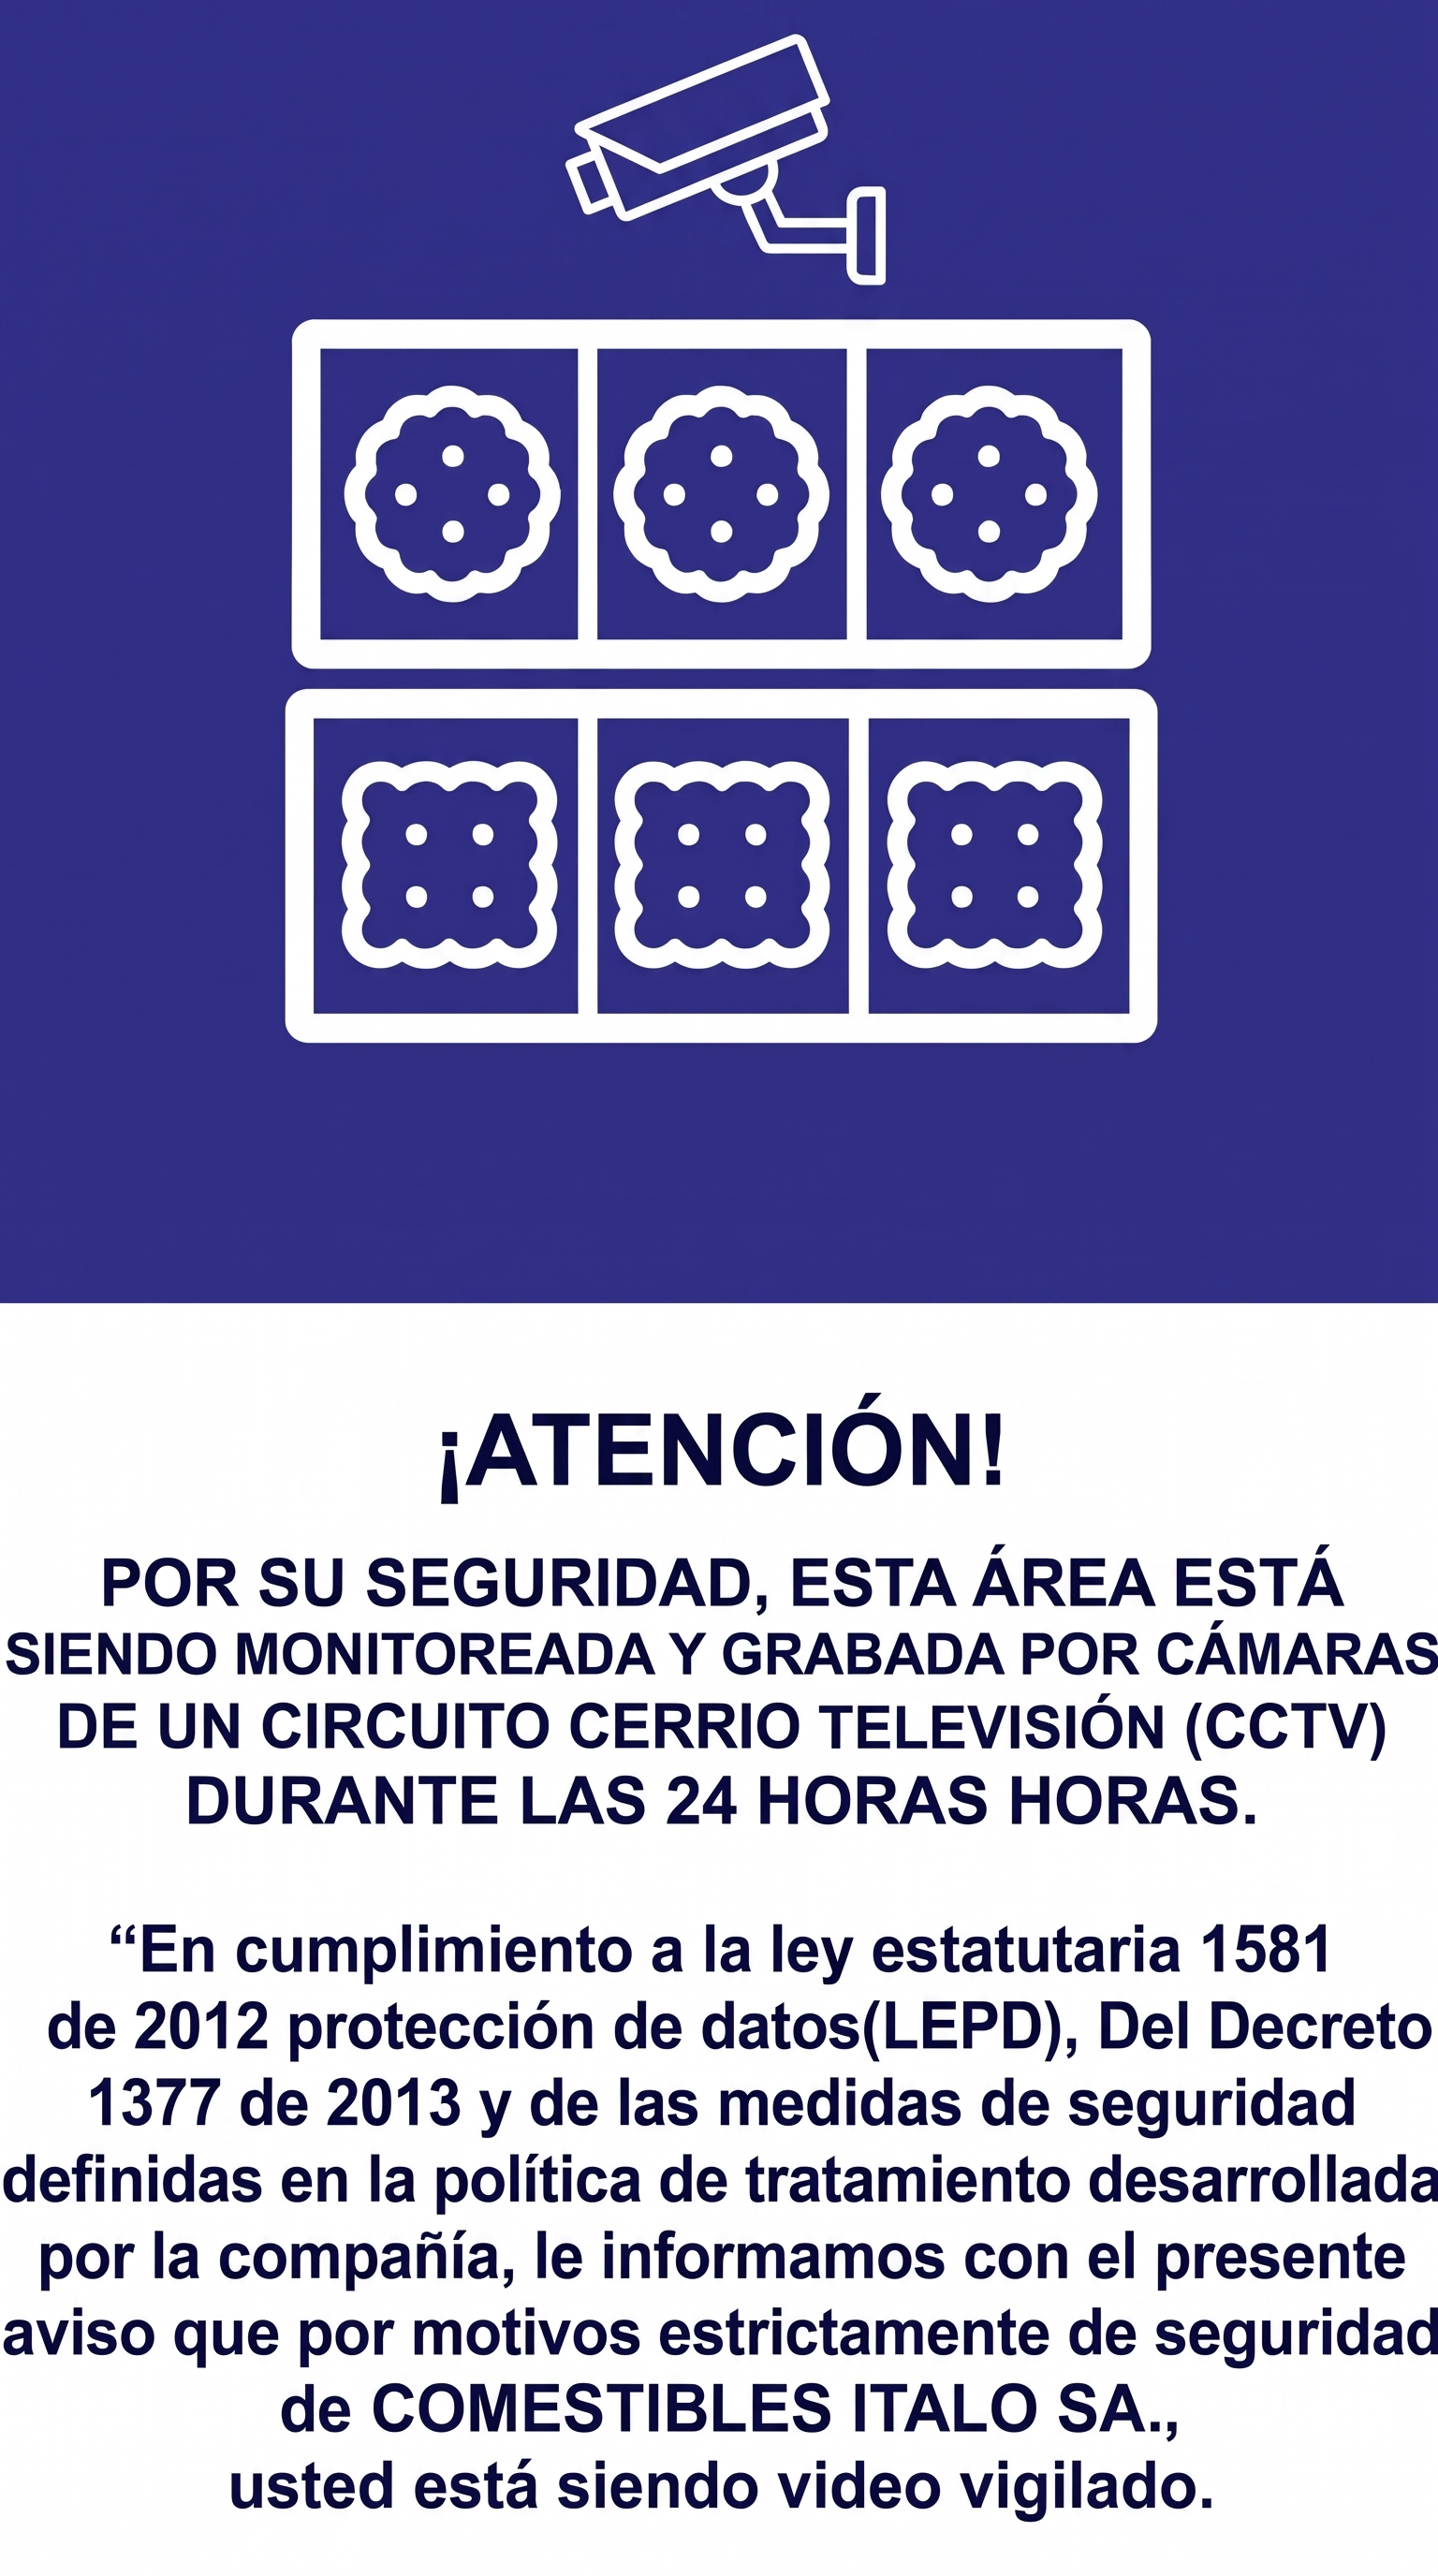 ¡ATENCIÓN!
POR SU SEGURIDAD, ESTA ÁREA ESTÁ
SIENDO MONITOREADA Y GRABADA POR CÁMARAS
DE UN CIRCUITO CERRIO TELEVISIÓN (CCTV)
DURANTE LAS 24 HORAS HORAS.
“En cumplimiento a la ley estatutaria 1581
de 2012 protección de datos(LEPD), Del Decreto
1377 de 2013 y de las medidas de seguridad
definidas en la política de tratamiento desarrollada
por la compañía, le informamos con el presente
aviso que por motivos estrictamente de seguridad
de COMESTIBLES ITALO SA.,
usted está siendo video vigilado.